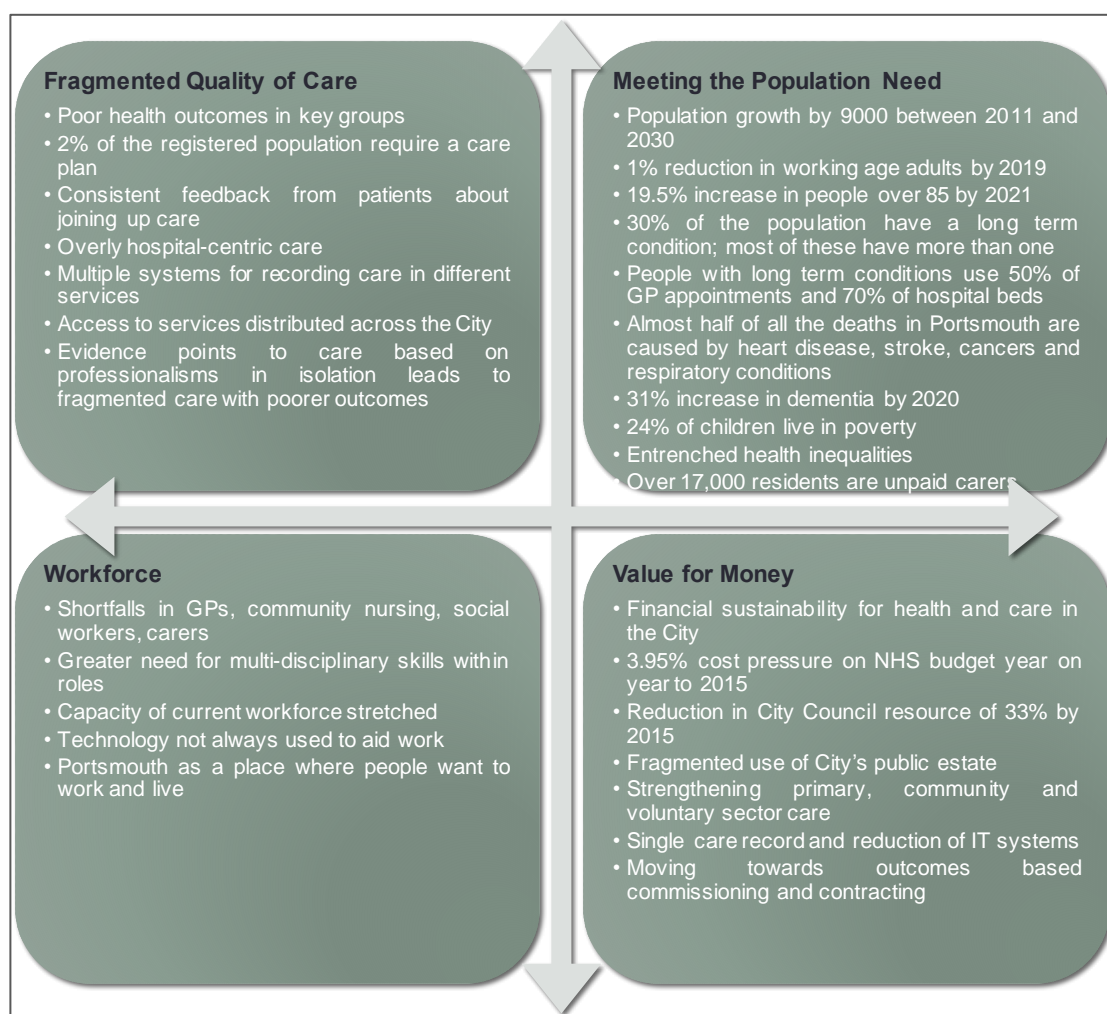 Fragmented Quality of Care
• Poor health outcomes in key groups
• 2% of the registered population require a care
plan
• Consistent feedback from patients about
joining up care
• Overly hospital-centric care
• Multiple systems for recording care in different
services
• Access to services distributed across the City
• Evidence points to care based on
professionalisms in isolation leads to
fragmented care with poorer outcomes
Meeting the Population Need
• Population growth by 9000 between 2011 and
2030
• 1% reduction in working age adults by 2019
• 19.5% increase in people over 85 by 2021
• 30% of the population have a long term
condition; most of these have more than one
• People with long term conditions use 50% of
GP appointments and 70% of hospital beds
• Almost half of all the deaths in Portsmouth are
caused by heart disease, stroke, cancers and
respiratory conditions
• 31% increase in dementia by 2020
• 24% of children live in poverty
• Entrenched health inequalities
• Over 17,000 residents are unpaid carers
Workforce
• Shortfalls in GPs, community nursing, social
workers, carers
• Greater need for multi-disciplinary skills within
roles
• Capacity of current workforce stretched
• Technology not always used to aid work
• Portsmouth as a place where people want to
work and live
Value for Money
• Financial sustainability for health and care in
the City
• 3.95% cost pressure on NHS budget year on
year to 2015
• Reduction in City Council resource of 33% by
2015
• Fragmented use of City's public estate
• Strengthening primary, community and
voluntary sector care
• Single care record and reduction of IT systems
• Moving towards outcomes based
commissioning and contracting